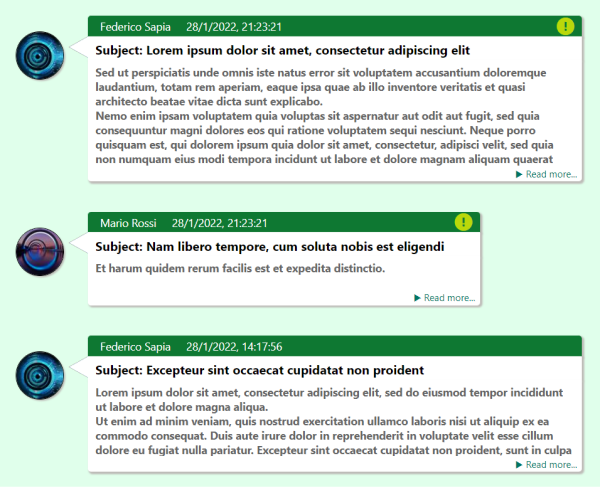 Federico Sapia 28/1/2022, 21:23:21 !
Subject: Lorem ipsum dolor sit amet, consectetur adipiscing elit
Sed ut perspiciatis unde omnis iste natus error sit voluptatem accusantium doloremque
laudantium, totam rem aperiam, eaque ipsa quae ab illo inventore veritatis et quasi
architecto beatae vitae dicta sunt explicabo.
Nemo enim ipsam voluptatem quia voluptas sit aspernatur aut odit aut fugit, sed quia
consequuntur magni dolores eos qui ratione voluptatem sequi nesciunt. Neque porro
quisquam est, qui dolorem ipsum quia dolor sit amet, consectetur, adipisci velit, sed quia
non numquam eius modi tempora incidunt ut labore et dolore magnam aliquam quaerat
▶ Read more...
Mario Rossi 28/1/2022, 21:23:21 !
Subject: Nam libero tempore, cum soluta nobis est eligendi
Et harum quidem rerum facilis est et expedita distinctio.
▶ Read more...
Federico Sapia 28/1/2022, 14:17:56
Subject: Excepteur sint occaecat cupidatat non proident
Lorem ipsum dolor sit amet, consectetur adipiscing elit, sed do eiusmod tempor incididunt
ut labore et dolore magna aliqua.
Ut enim ad minim veniam, quis nostrud exercitation ullamco laboris nisi ut aliquip ex ea
commodo consequat. Duis aute irure dolor in reprehenderit in voluptate velit esse cillum
dolore eu fugiat nulla pariatur. Excepteur sint occaecat cupidatat non proident, sunt in culpa
▶ Read more...